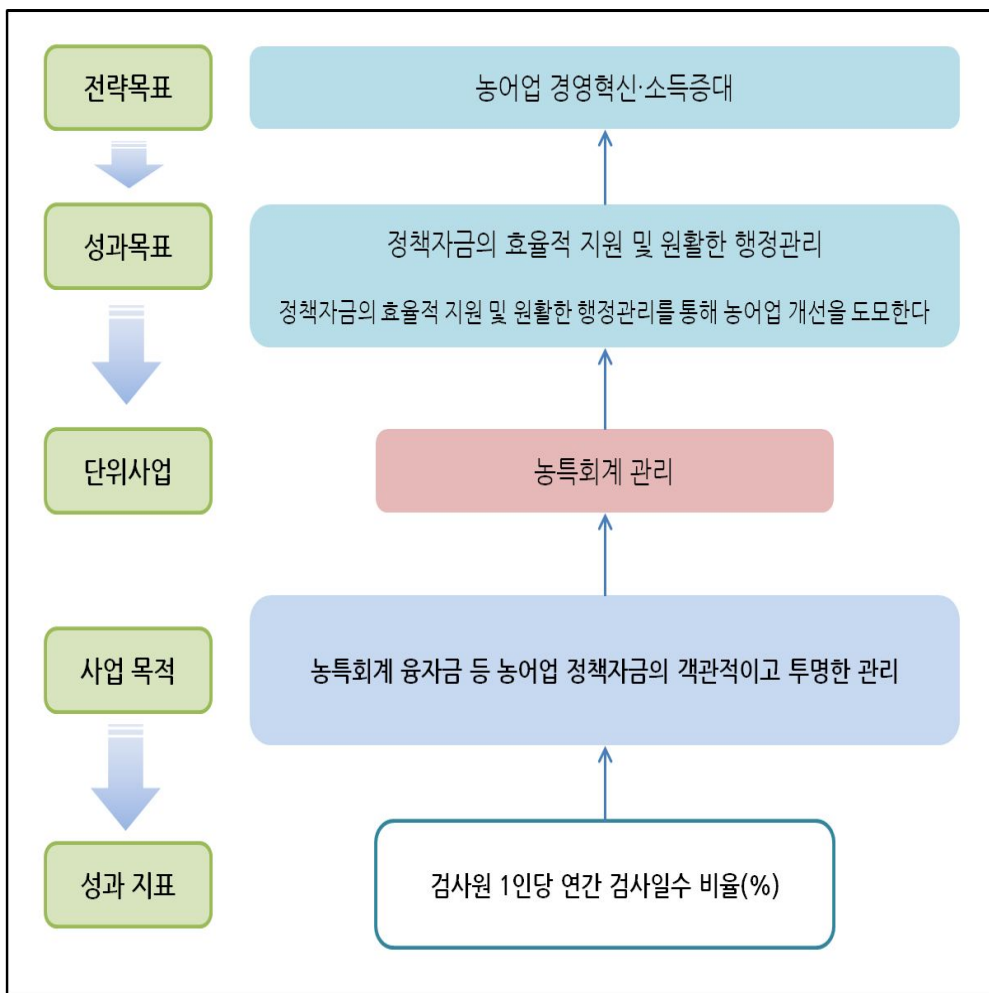 전략목표
농어업 경영혁신·소득증대
성과목표
정책자금의 효율적 지원 및 원활한 행정관리
정책자금의 효율적 지원 및 원활한 행정관리를 통해 농어업 개선을 도모한다
단위사업
농특회계 관리
사업 목적
농특회계 융자금 등 농어업 정책자금의 객관적이고 투명한 관리
성과 지표
검사원 1인당 연간 검사일수 비율(%)